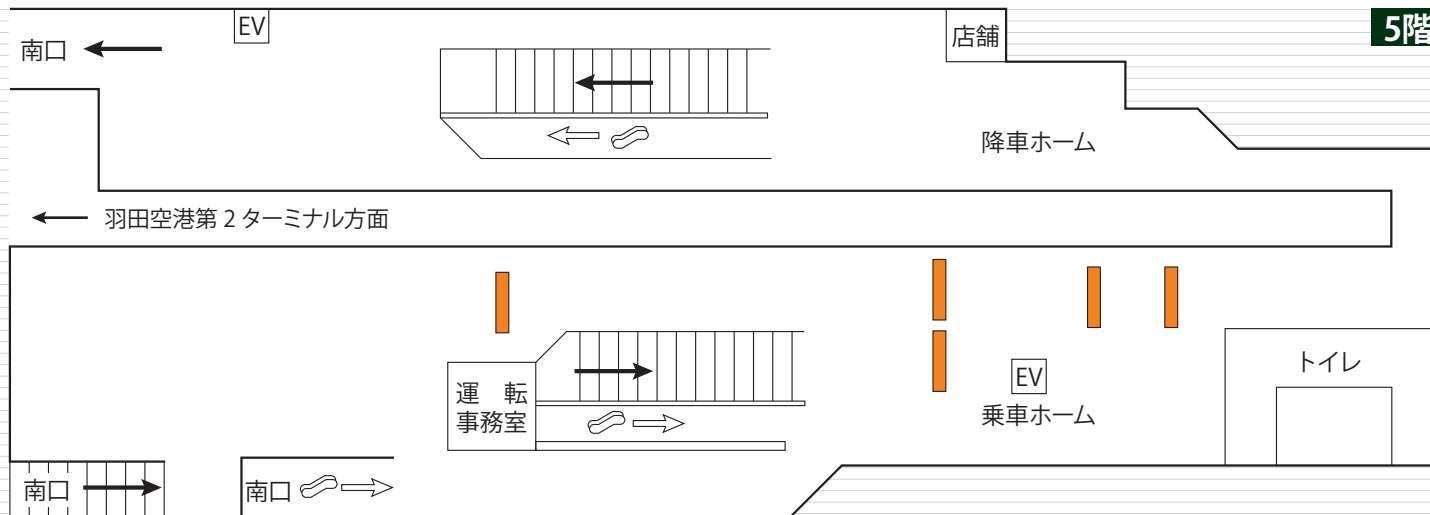 5階
EV
店舗
南口
降車ホーム
羽田空港第2ターミナル方面
EV
トイレ
運 転
事務室
乗車ホーム
南口
南口